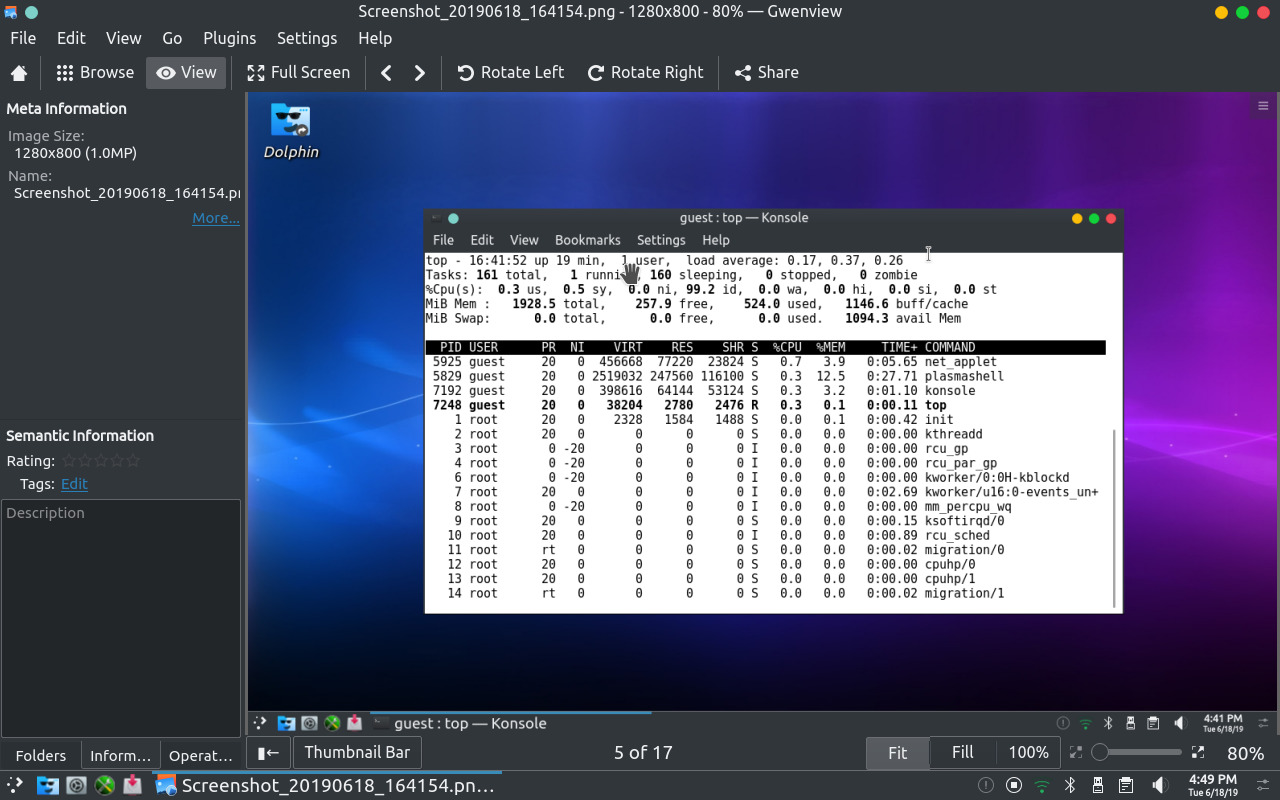 Screenshot_20190618_164154.png - 1280x800 - 80% — Gwenview
File Edit View Go Plugins Settings Help
Browse View Full Screen Rotate Left Rotate Right Share
Meta Information
Image Size:
1280x800 (1.0MP)
Name:
Screenshot_20190618_164154.pn
More...
Semantic Information
Rating:
Tags: Edit
Description
Folders Inform... Operat...
Dolphin
guest : top — Konsole
File Edit View Bookmarks Settings Help
top - 16:41:52 up 19 min, 1 user, load average: 0.17, 0.37, 0.26
Tasks: 161 total, 1 running, 160 sleeping, 0 stopped, 0 zombie
%Cpu(s): 0.3 us, 0.5 sy, 0.0 ni, 99.2 id, 0.0 wa, 0.0 hi, 0.0 si, 0.0 st
MiB Mem : 1928.5 total, 257.9 free, 524.0 used, 1146.6 buff/cache
MiB Swap: 0.0 total, 0.0 free, 0.0 used. 1094.3 avail Mem
PID USER PR NI VIRT RES SHR S %CPU %MEM TIME+ COMMAND
5925 guest 20 0 456668 77220 23824 S 0.7 3.9 0:05.65 net_applet
5829 guest 20 0 2519032 247560 116100 S 0.3 12.5 0:27.71 plasmashell
7192 guest 20 0 398616 64144 53124 S 0.3 3.2 0:01.10 konsole
7248 guest 20 0 38204 2780 2476 R 0.3 0.1 0:00.11 top
1 root 20 0 2328 1584 1488 S 0.0 0.1 0:00.42 init
2 root 20 0 0 0 0 S 0.0 0.0 0:00.00 kthreadd
3 root 0 -20 0 0 0 I 0.0 0.0 0:00.00 rcu_gp
4 root 0 -20 0 0 0 I 0.0 0.0 0:00.00 rcu_par_gp
6 root 0 -20 0 0 0 I 0.0 0.0 0:00.00 kworker/0:0H-kblockd
7 root 20 0 0 0 0 I 0.0 0.0 0:02.69 kworker/u16:0-events_un+
8 root 0 -20 0 0 0 I 0.0 0.0 0:00.00 mm_percpu_wq
9 root 20 0 0 0 0 S 0.0 0.0 0:00.15 ksoftirqd/0
10 root 20 0 0 0 0 I 0.0 0.0 0:00.89 rcu_sched
11 root rt 0 0 0 0 S 0.0 0.0 0:00.02 migration/0
12 root 20 0 0 0 0 S 0.0 0.0 0:00.00 cpuhp/0
13 root 20 0 0 0 0 S 0.0 0.0 0:00.00 cpuhp/1
14 root rt 0 0 0 0 S 0.0 0.0 0:00.02 migration/1
guest : top — Konsole
4:41 PM
Tue 6/18/19
Thumbnail Bar 5 of 17 Fit Fill 100% 80%
Screenshot_20190618_164154.pn...
4:49 PM
Tue 6/18/19